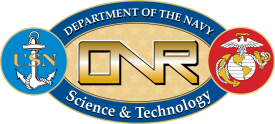 DEPARTMENT OF THE NAVY
USN
ONR
Science & Technology